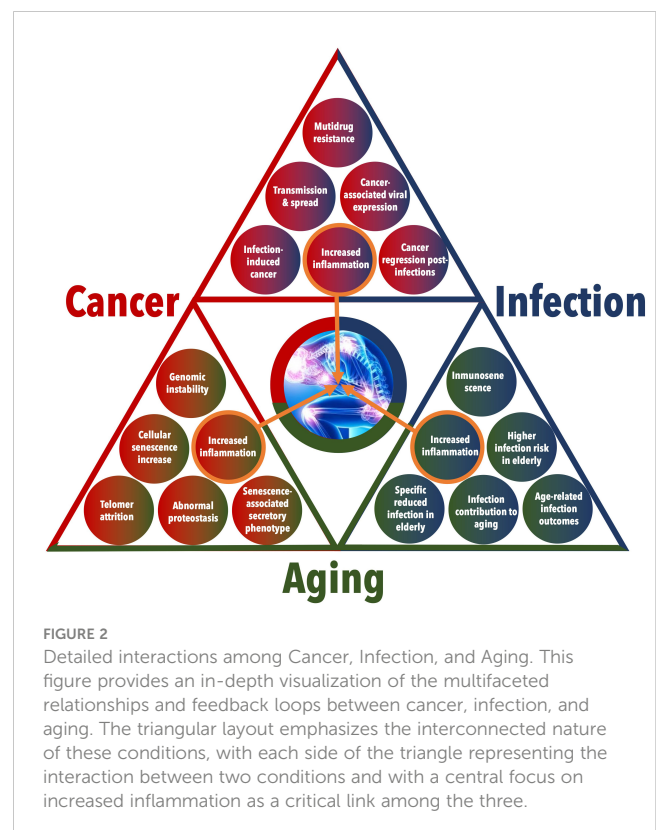 Mutidrug
resistance
Transmission
& spread
Cancer-
associated viral
expression
Infection-
induced
cancer
Increased
inflammation
Cancer
regression post-
infections
Cancer
Infection
Genomic
instability
Cellular
senescence
increase
Increased
inflammation
Telomer
attrition
Abnormal
proteostasis
Senescence-
associated
secretory
phenotype
Inmunosene
scence
Increased
inflammation
Higher
infection risk
in elderly
Specific
reduced
infection in
elderly
Infection
contribution to
aging
Age-related
infection
outcomes
Aging
FIGURE 2
Detailed interactions among Cancer, Infection, and Aging. This
figure provides an in-depth visualization of the multifaceted
relationships and feedback loops between cancer, infection, and
aging. The triangular layout emphasizes the interconnected nature
of these conditions, with each side of the triangle representing the
interaction between two conditions and with a central focus on
increased inflammation as a critical link among the three.